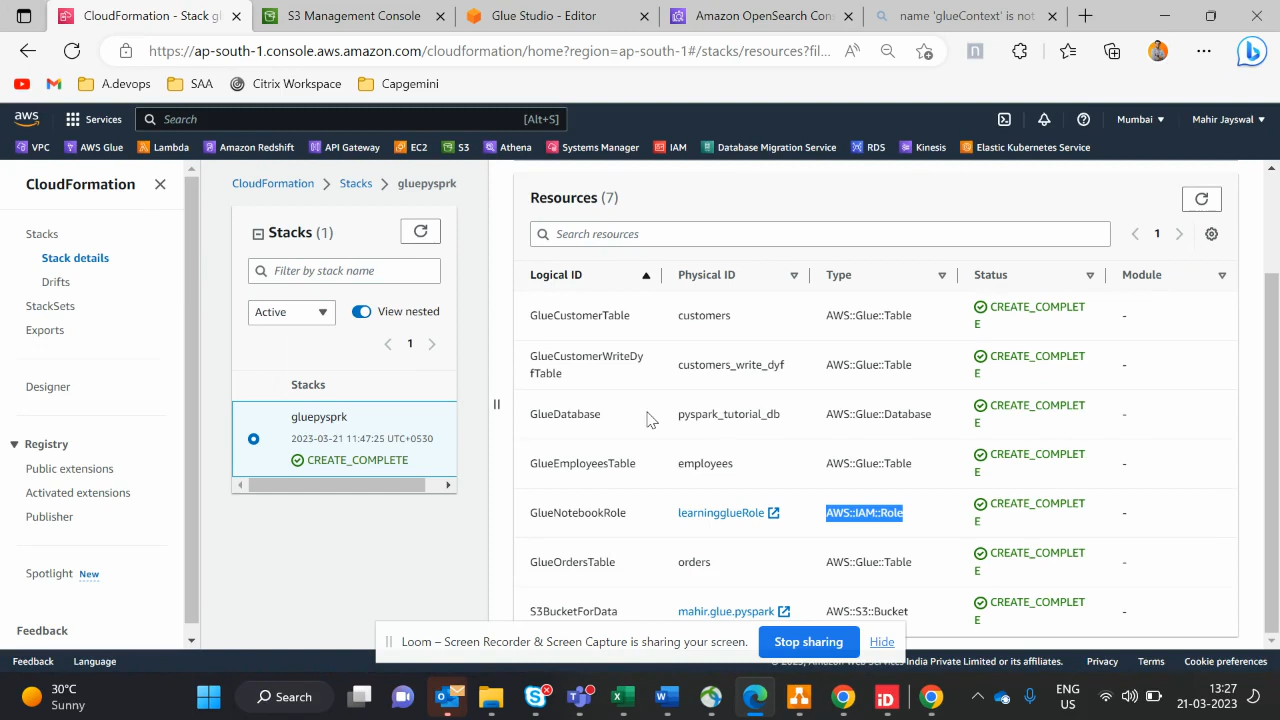 CloudFormation - Stack gl
S3 Management Console
Glue Studio - Editor
Amazon OpenSearch Con
name 'glueContext' is not
https://ap-south-1.console.aws.amazon.com/cloudformation/home?region=ap-south-1#/stacks/resources?fil...
A.devops
SAA
Citrix Workspace
Capgemini
aws
Services
Search
[Alt+S]
Mumbai
Mahir Jayswal
VPC
AWS Glue
Lambda
Amazon Redshift
API Gateway
EC2
S3
Athena
Systems Manager
IAM
Database Migration Service
RDS
Kinesis
Elastic Kubernetes Service
CloudFormation
Stacks
Stack details
Drifts
StackSets
Exports
Designer
Registry
Public extensions
Activated extensions
Publisher
Spotlight New
Feedback
CloudFormation
Stacks
gluepysprk
Stacks (1)
Filter by stack name
Active
View nested
1
Stacks
gluepysprk
2023-03-21 11:47:25 UTC+0530
CREATE_COMPLETE
Resources (7)
Search resources
1
Logical ID
Physical ID
Type
Status
Module
GlueCustomerTable
customers
AWS::Glue::Table
CREATE_COMPLET
E
-
GlueCustomerWriteDy
fTable
customers_write_dyf
AWS::Glue::Table
CREATE_COMPLET
E
-
GlueDatabase
pyspark_tutorial_db
AWS::Glue::Database
CREATE_COMPLET
E
-
GlueEmployeesTable
employees
AWS::Glue::Table
CREATE_COMPLET
E
-
GlueNotebookRole
learningglueRole
AWS::IAM::Role
CREATE_COMPLET
E
-
GlueOrdersTable
orders
AWS::Glue::Table
CREATE_COMPLET
E
-
S3BucketForData
mahir.glue.pyspark
AWS::S3::Bucket
CREATE_COMPLET
E
-
Loom – Screen Recorder & Screen Capture is sharing your screen.
Stop sharing
Hide
Feedback
Language
Services India Private Limited or its affiliates.
Privacy
Terms
Cookie preferences
30°C
Sunny
Search
ENG
US
13:27
21-03-2023